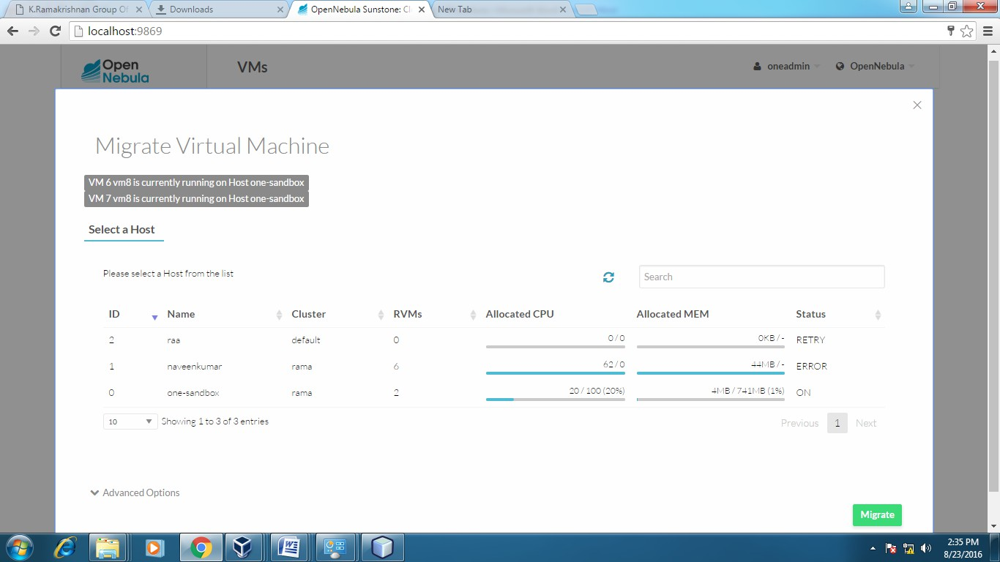 K.Ramakrishnan Group Of
Downloads
OpenNebula Sunstone: Cl
New Tab
localhost:9869
Open
Nebula
VMs
oneadmin
OpenNebula
Migrate Virtual Machine
VM 6 vm8 is currently running on Host one-sandbox
VM 7 vm8 is currently running on Host one-sandbox
Select a Host
Please select a Host from the list
Search
ID Name Cluster RVMs Allocated CPU Allocated MEM Status
2 raa default 0 0 / 0 0KB / - RETRY
1 naveenkumar rama 6 62 / 0 44MB / - ERROR
0 one-sandbox rama 2 20 / 100 (20%) 4MB / 741MB (1%) ON
10 Showing 1 to 3 of 3 entries
Previous 1 Next
Advanced Options
Migrate
2:35 PM
8/23/2016